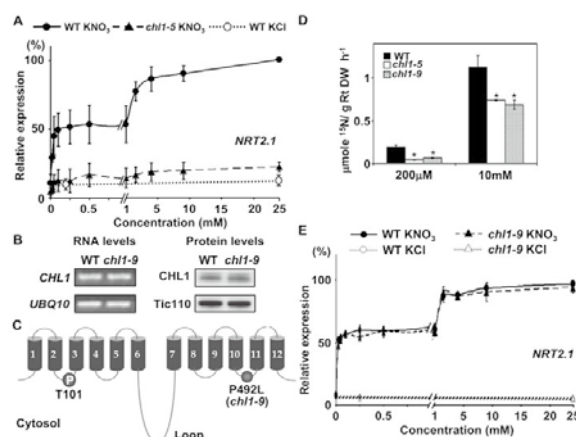 A
WT KNO₃ chl1-5 KNO₃ WT KCl
(%)
Relative expression
100
50
0
NRT2.1
0 0.5 1 5 10 15 20 25
Concentration (mM)
B
RNA levels Protein levels
WT chl1-9 WT chl1-9
CHL1 CHL1
UBQ10 Tic110
C
1 2 3 4 5 6 7 8 9 10 11 12
P
T101
P492L
(chl1-9)
Cytosol
Loop
D
WT
chl1-5
chl1-9
μmole ¹⁵N/ g Rt DW h⁻¹
1
0.5
0
* * * *
200μM 10mM
E
WT KNO₃ chl1-9 KNO₃
WT KCl chl1-9 KCl
(%)
Relative expression
100
50
0
NRT2.1
0 0.5 1 5 10 15 20 25
Concentration (mM)